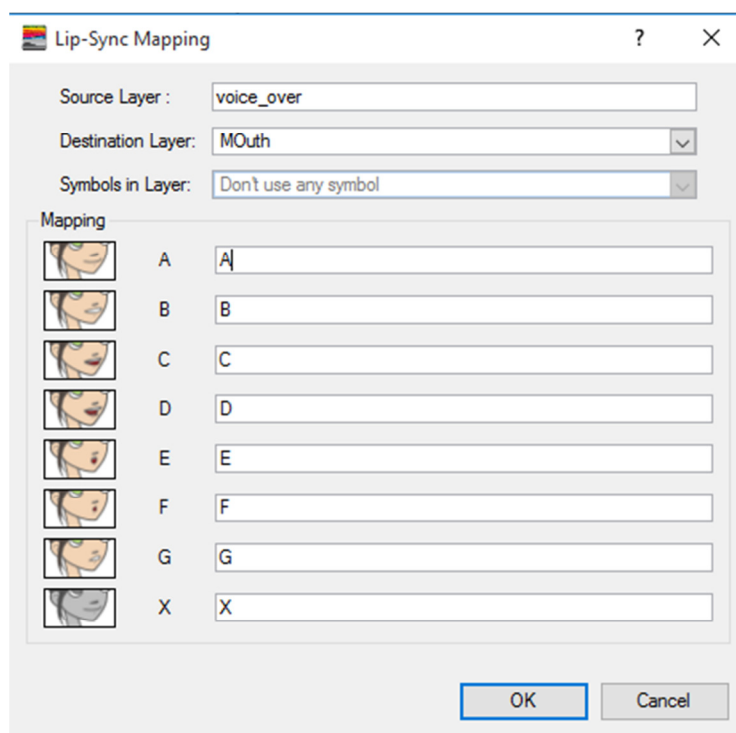 Lip-Sync Mapping ? X
Source Layer : voice_over
Destination Layer: MOuth
Symbols in Layer: Don't use any symbol
Mapping
A A
B B
C C
D D
E E
F F
G G
X X
OK Cancel